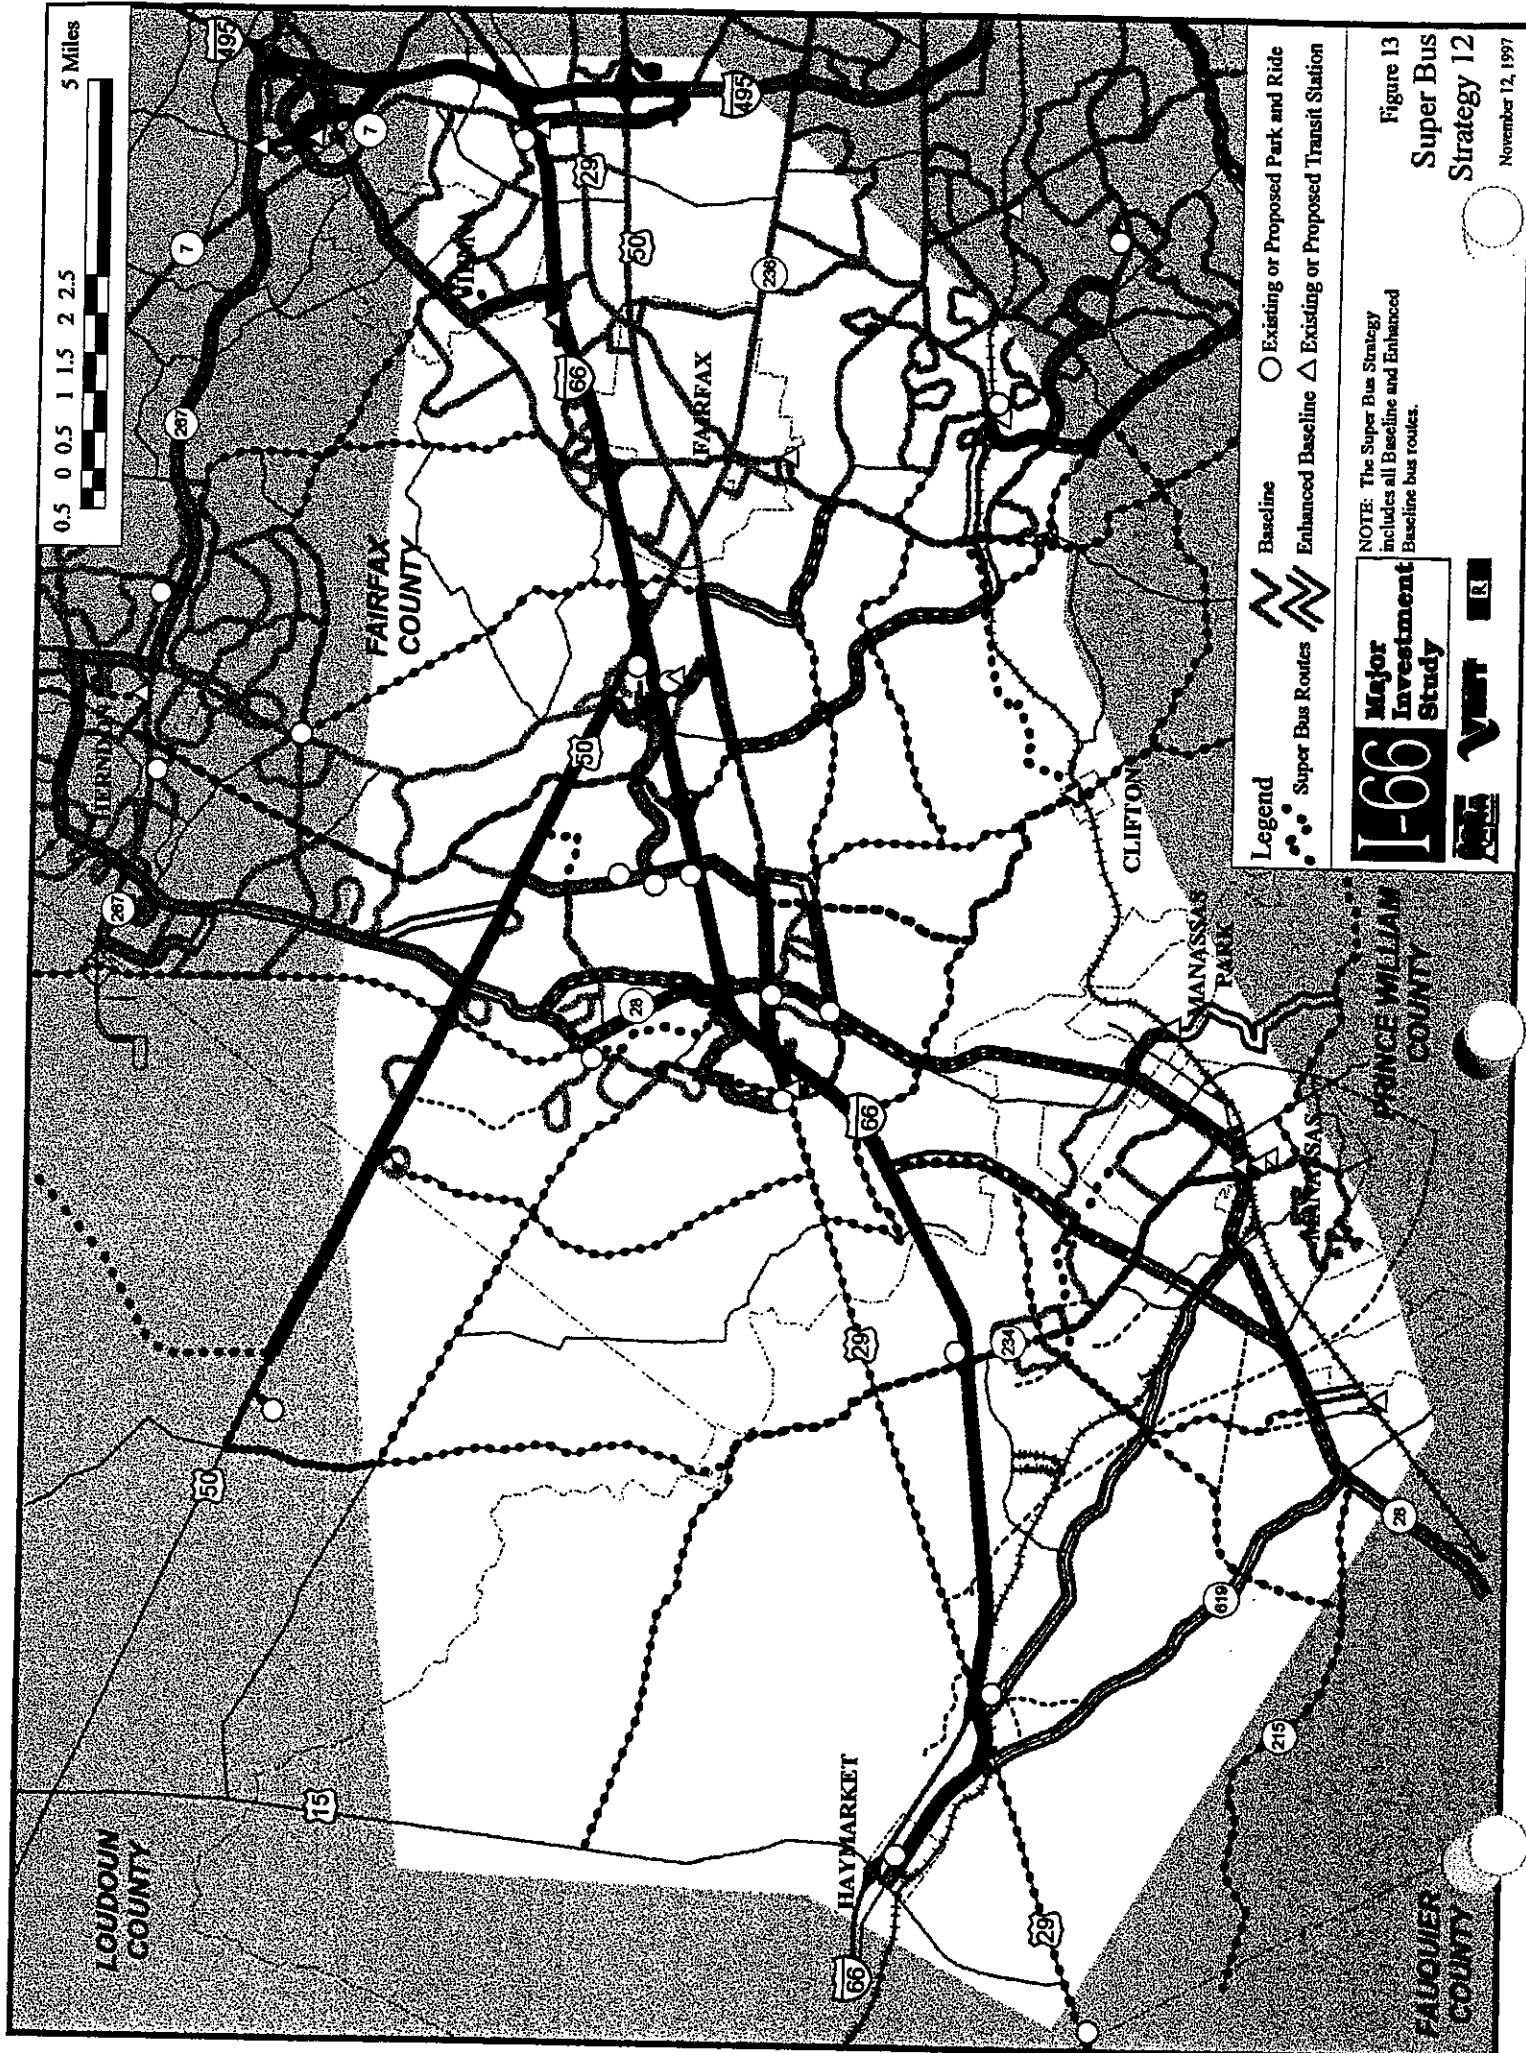 0.5 0 0.5 1 1.5 2 2.5 5 Miles
LOUDOUN
COUNTY
HERNDON
FAIRFAX
COUNTY
VIENNA
FAIRFAX
HAYMARKET
CLIFTON
MANASSAS
PARK
MANASSAS
PRINCE WILLIAM
COUNTY
FAUQUIER
COUNTY
495
7
7
267
267
50
50
50
15
29
29
29
66
66
66
28
28
236
234
619
215
495
Legend
Super Bus Routes
Baseline
Enhanced Baseline
Existing or Proposed Park and Ride
Existing or Proposed Transit Station
I-66
Major
Investment
Study
NOTE: The Super Bus Strategy
includes all Baseline and Enhanced
Baseline bus routes.
Figure 13
Super Bus
Strategy 12
November 12, 1997